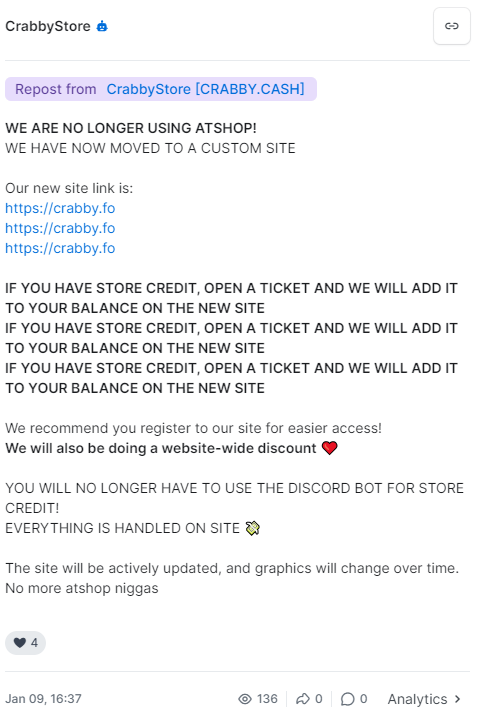 CrabbyStore
Repost from CrabbyStore [CRABBY.CASH]
WE ARE NO LONGER USING ATSHOP!
WE HAVE NOW MOVED TO A CUSTOM SITE
Our new site link is:
https://crabby.fo
https://crabby.fo
https://crabby.fo
IF YOU HAVE STORE CREDIT, OPEN A TICKET AND WE WILL ADD IT
TO YOUR BALANCE ON THE NEW SITE
IF YOU HAVE STORE CREDIT, OPEN A TICKET AND WE WILL ADD IT
TO YOUR BALANCE ON THE NEW SITE
IF YOU HAVE STORE CREDIT, OPEN A TICKET AND WE WILL ADD IT
TO YOUR BALANCE ON THE NEW SITE
We recommend you register to our site for easier access!
We will also be doing a website-wide discount ❤️
YOU WILL NO LONGER HAVE TO USE THE DISCORD BOT FOR STORE
CREDIT!
EVERYTHING IS HANDLED ON SITE
The site will be actively updated, and graphics will change over time.
No more atshop niggas
4
Jan 09, 16:37 136 0 0 Analytics